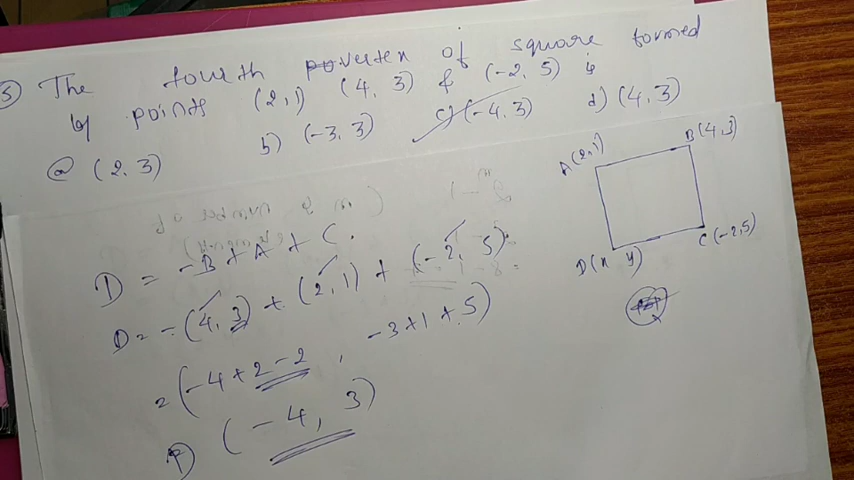 5) The fourth vertex of square formed
by points (2,1) (4, 3) & (-2, 5) is
a (2, 3) b) (-3, 3) c) (-4, 3) d) (4, 3)
A(2,1) B(4,3)
D(x y) C(-2,5)
D = -B + A + C.
D = -(4, 3) + (2, 1) + (-2, 5)
= (-4 + 2 - 2 , -3 + 1 + 5)
(-4, 3)